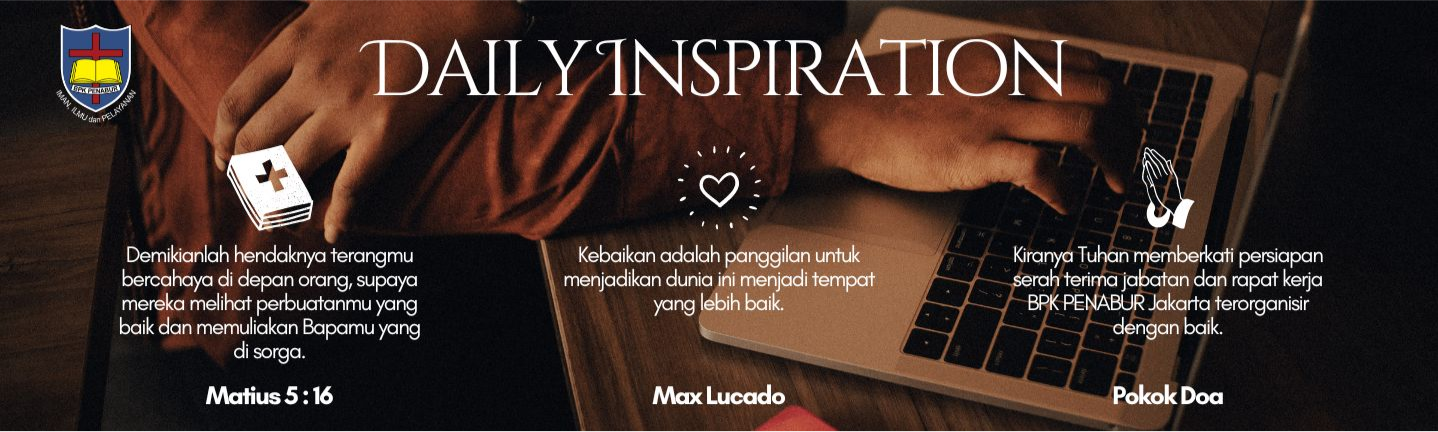 DAILY INSPIRATION
BPK PENABUR
IMAN, ILMU dan PELAYANAN
Demikianlah hendaknya terangmu
bercahaya di depan orang, supaya
mereka melihat perbuatanmu yang
baik dan memuliakan Bapamu yang
di sorga.
Matius 5 : 16
Kebaikan adalah panggilan untuk
menjadikan dunia ini menjadi tempat
yang lebih baik.
Max Lucado
Kiranya Tuhan memberkati persiapan
serah terima jabatan dan rapat kerja
BPK PENABUR Jakarta terorganisir
dengan baik.
Pokok Doa